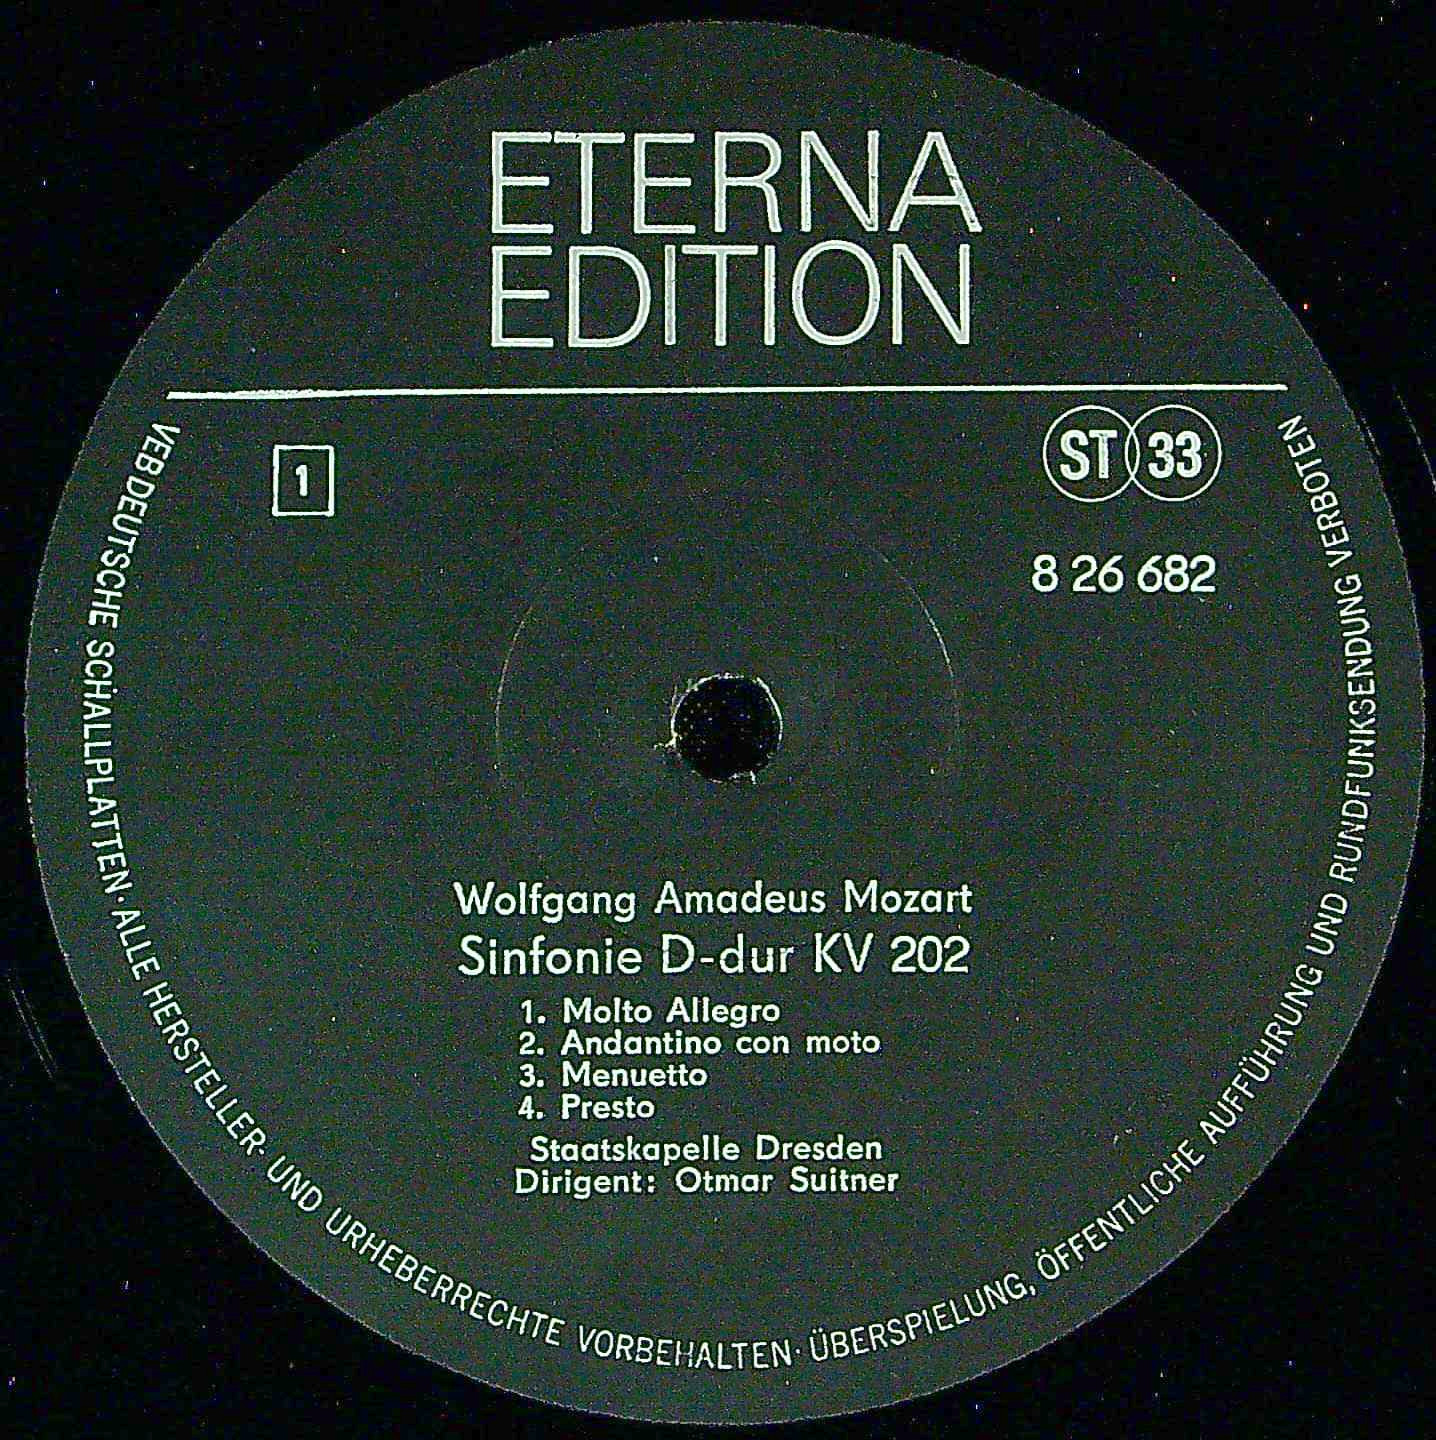 ETERNA
EDITION
1
ST 33
8 26 682
Wolfgang Amadeus Mozart
Sinfonie D-dur KV 202
1. Molto Allegro
2. Andantino con moto
3. Menuetto
4. Presto
Staatskapelle Dresden
Dirigent: Otmar Suitner
VEB DEUTSCHE SCHALLPLATTEN · ALLE HERSTELLER- UND URHEBERRECHTE VORBEHALTEN · ÜBERSPIELUNG, ÖFFENTLICHE AUFFÜHRUNG UND RUNDFUNKSENDUNG VERBOTEN